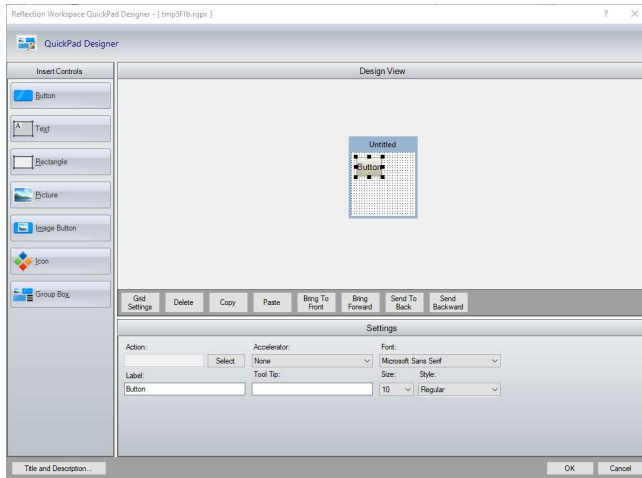 Reflection Workspace QuickPad Designer - [ tmp5f1b.rqpx ]
QuickPad Designer
Insert Controls
Button
Text
Rectangle
Picture
Image Button
Icon
Group Box
Design View
Untitled
Button
Grid Settings
Delete
Copy
Paste
Bring To Front
Bring Forward
Send To Back
Send Backward
Settings
Action:
Accelerator:
Font:
Select
None
Microsoft Sans Serif
Label:
Tool Tip:
Size:
Style:
Button
10
Regular
Title and Description...
OK
Cancel